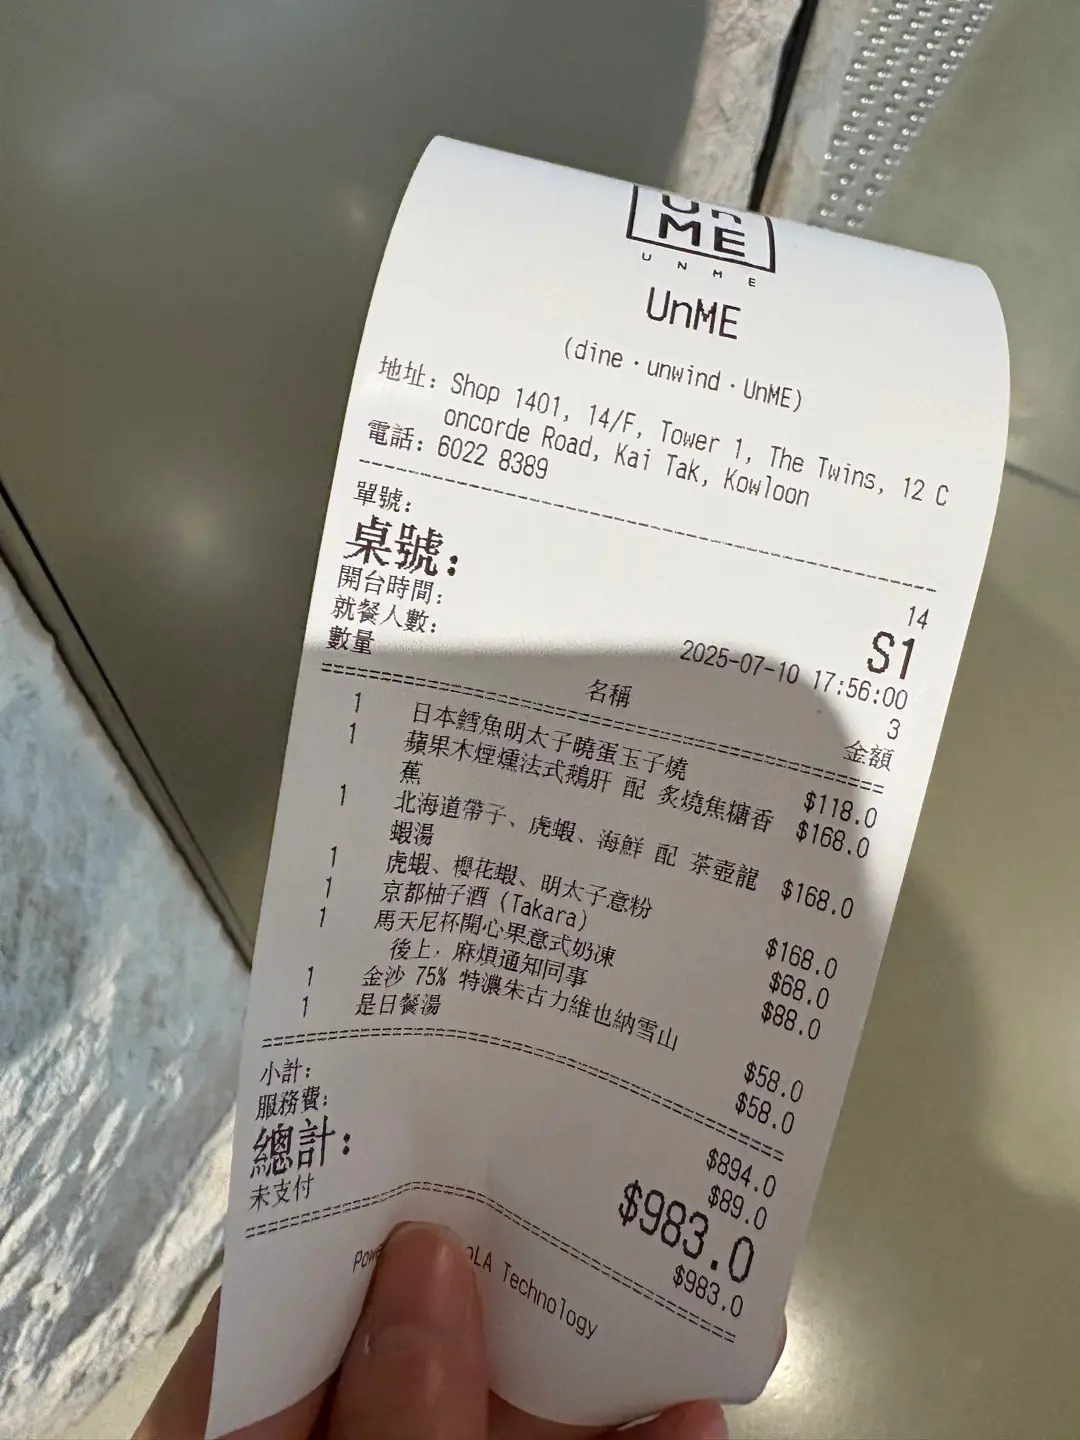 Un
ME
UNME
UnME
(dine · unwind · UnME)
地址: Shop 1401, 14/F, Tower 1, The Twins, 12 C
oncorde Road, Kai Tak, Kowloon
電話: 6022 8389
單號: 14
桌號: S1
開台時間: 2025-07-10 17:56:00
就餐人數: 3
數量 名稱 金額
1 日本鱈魚明太子曉蛋玉子燒 $118.0
1 蘋果木煙燻法式鵝肝 配 炙燒焦糖香 $168.0
蕉
1 北海道帶子、虎蝦、海鮮 配 茶壺龍 $168.0
蝦湯
1 虎蝦、櫻花蝦、明太子意粉 $168.0
1 京都柚子酒 (Takara) $68.0
1 馬天尼杯開心果意式奶凍 $88.0
後上，麻煩通知同事
1 金沙 75% 特濃朱古力維也納雪山 $58.0
1 是日餐湯 $58.0
小計: $894.0
服務費: $89.0
總計: $983.0
未支付 $983.0
Technology